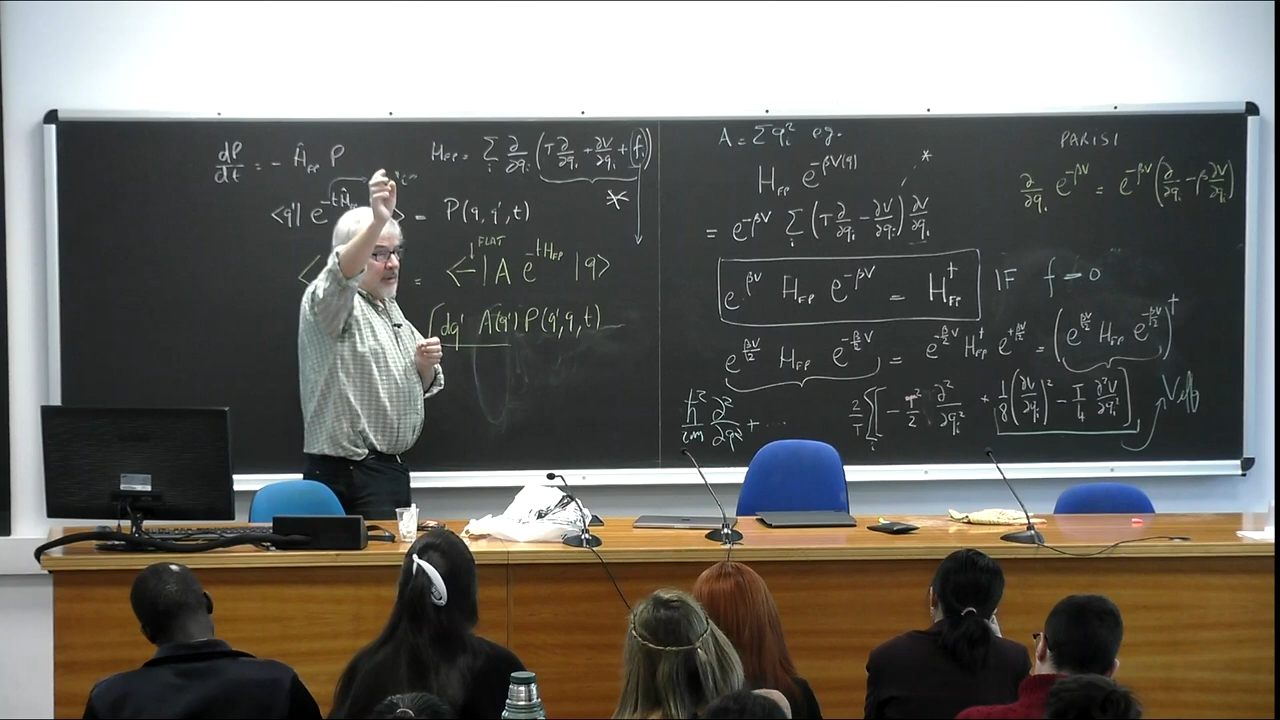 dP/dt = - Ĥ_FP P
H_FP = Σ_i ∂/∂q_i (T ∂/∂q_i + ∂V/∂q_i + f_i)
*
<q'| e^{-tĤ_FP} > = P(q, q', t)
↓ FLAT
< = <-| A e^{-tH_FP} |q>
∫dq' A(q') P(q', q, t)
A = Σ q_i² eg.
H_FP e^{-βV(q)}
*
= e^{-βV} Σ_i (T ∂/∂q_i - ∂V/∂q_i) ∂V/∂q_i
e^{βV} H_FP e^{-βV} = H_FP^† IF f = 0
e^{βV/2} H_FP e^{-β/2 V} = e^{-β/2 V} H_FP^† e^{+βV/2} = (e^{βV/2} H_FP e^{-βV/2})^†
ħ²/2m ∂²/∂q_i² + ...
2/T Σ_i [ - T²/2 ∂²/∂q_i² + 1/8 (∂V/∂q_i)² - T/4 ∂²V/∂q_i² ] Veff
PARISI
∂/∂q_i e^{-βV} = e^{-βV} (∂/∂q_i - β ∂V/∂q_i)